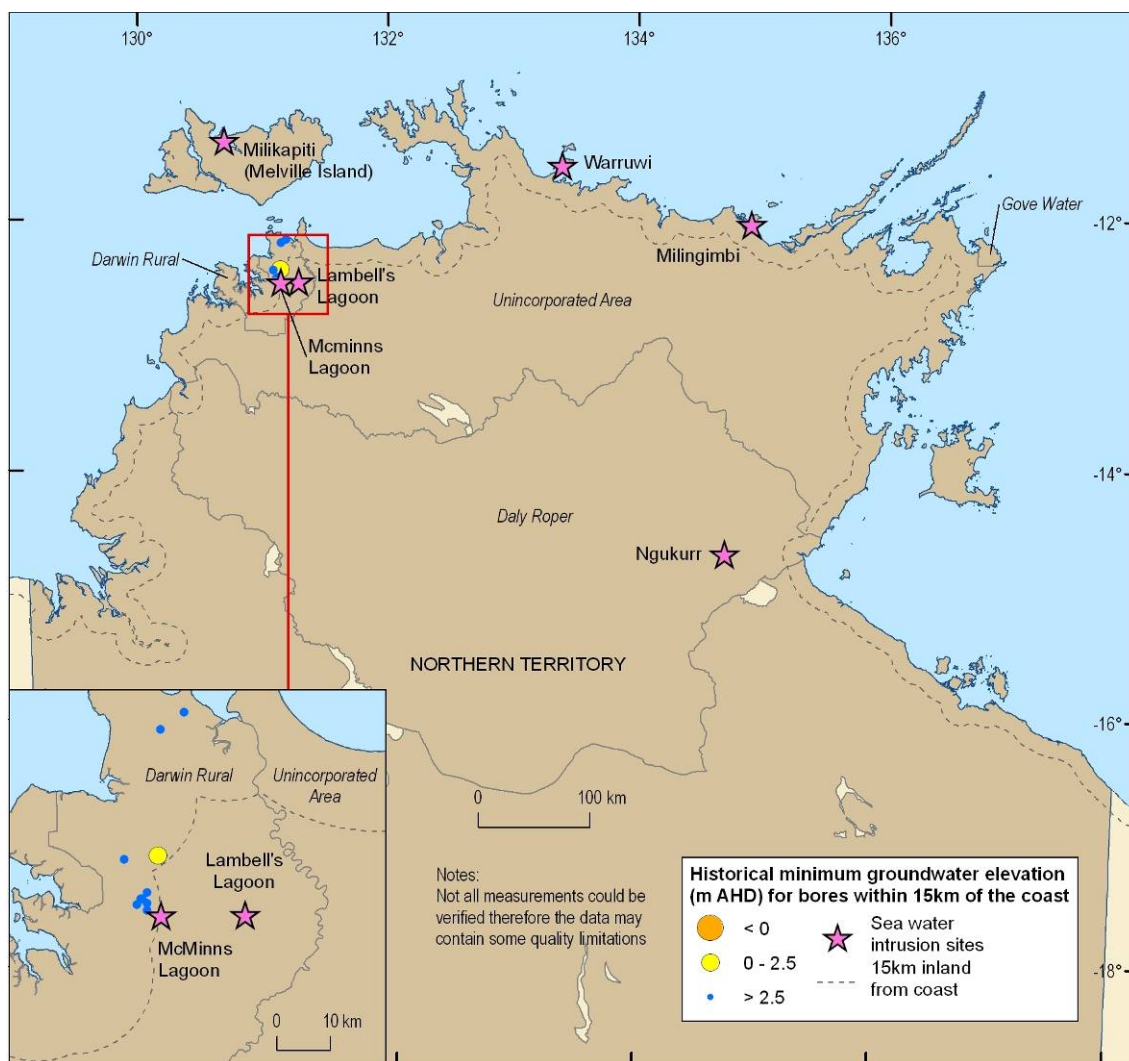 130°
132°
134°
136°
Milikapiti
(Melville Island)
Warruwi
-12°
Gove Water
Milingimbi
Darwin Rural
Lambell's
Lagoon
Unincorporated Area
Mcminns
Lagoon
-14°
Daly Roper
Ngukurr
NORTHERN TERRITORY
-16°
Darwin Rural
Unincorporated
Area
0 100 km
Lambell's
Lagoon
McMinns
Lagoon
0 10 km
Notes:
Not all measurements could be
verified therefore the data may
contain some quality limitations
Historical minimum groundwater elevation
(m AHD) for bores within 15km of the coast
< 0
0 - 2.5
> 2.5
Sea water
intrusion sites
15km inland
from coast
-18°
132°
134°
136°